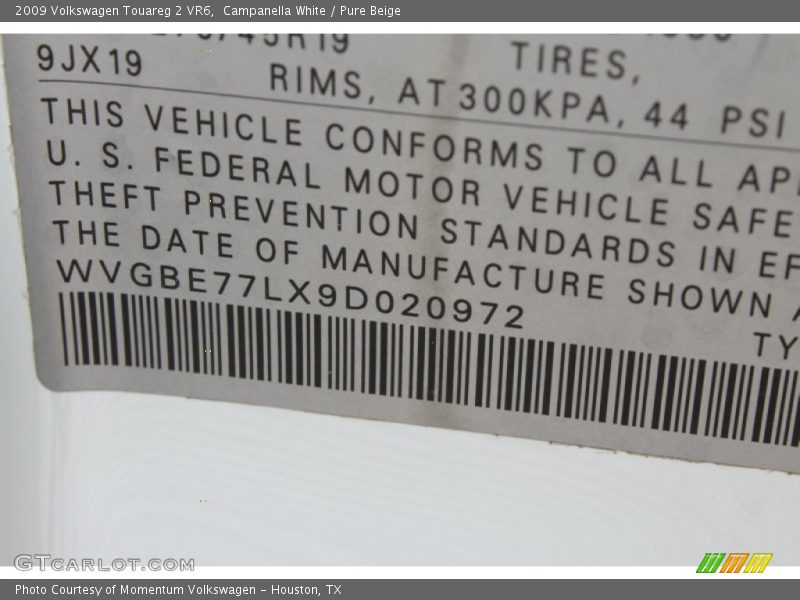 2009 Volkswagen Touareg 2 VR6,  Campanella White / Pure Beige
9JX19
TIRES,
RIMS, AT 300KPA, 44 PSI
THIS VEHICLE CONFORMS TO ALL
U. S. FEDERAL MOTOR VEHICLE
THEFT PREVENTION STANDARDS IN
THE DATE OF MANUFACTURE SHOWN
WVGBE77LX9D020972
GTCARLOT.COM
Photo Courtesy of Momentum Volkswagen - Houston, TX